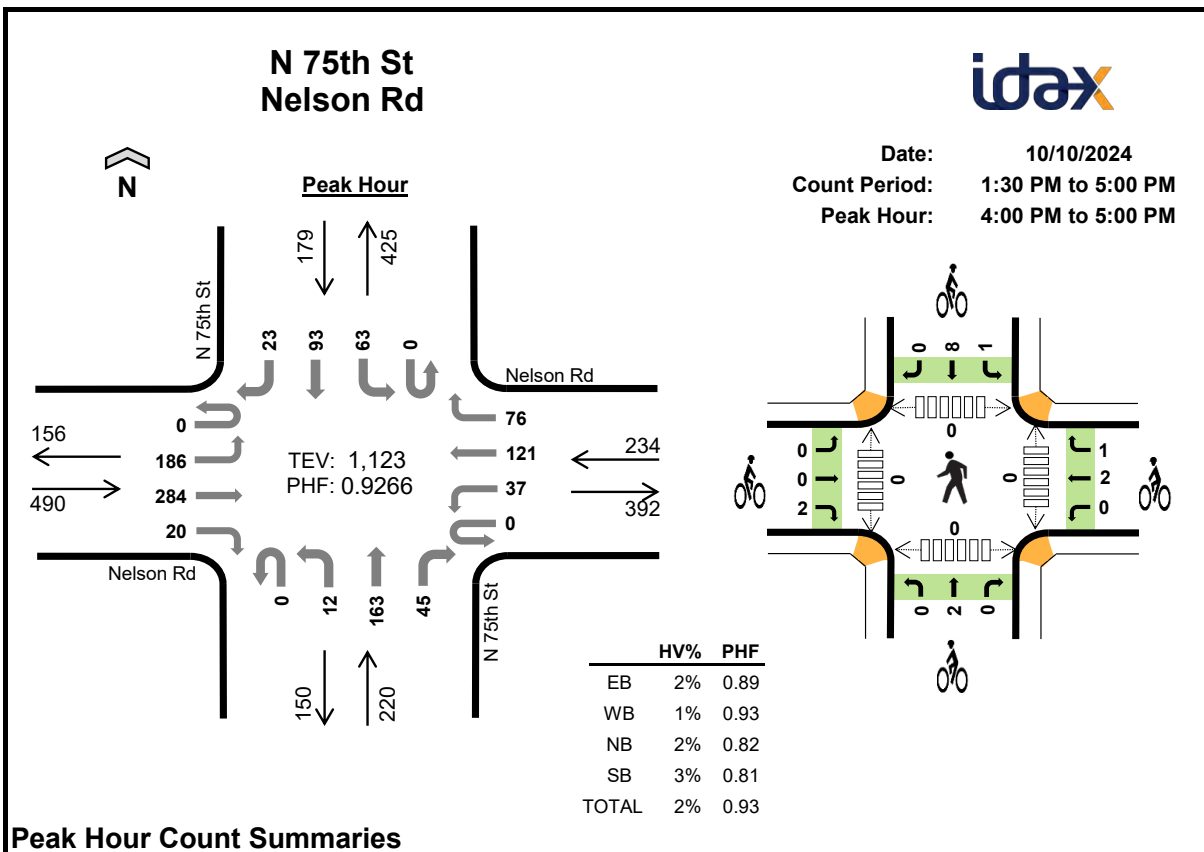 N 75th St
Nelson Rd
idax
Date: 10/10/2024
Count Period: 1:30 PM to 5:00 PM
Peak Hour: 4:00 PM to 5:00 PM
N
Peak Hour
179
425
N 75th St
23
93
63
0
Nelson Rd
0
186
284
20
156
490
TEV: 1,123
PHF: 0.9266
76
121
37
0
234
392
Nelson Rd
0
12
163
45
N 75th St
150
220
0
8
1
0
0
0
2
0
0
1
2
0
0
0
2
0
HV% PHF
EB 2% 0.89
WB 1% 0.93
NB 2% 0.82
SB 3% 0.81
TOTAL 2% 0.93
Peak Hour Count Summaries